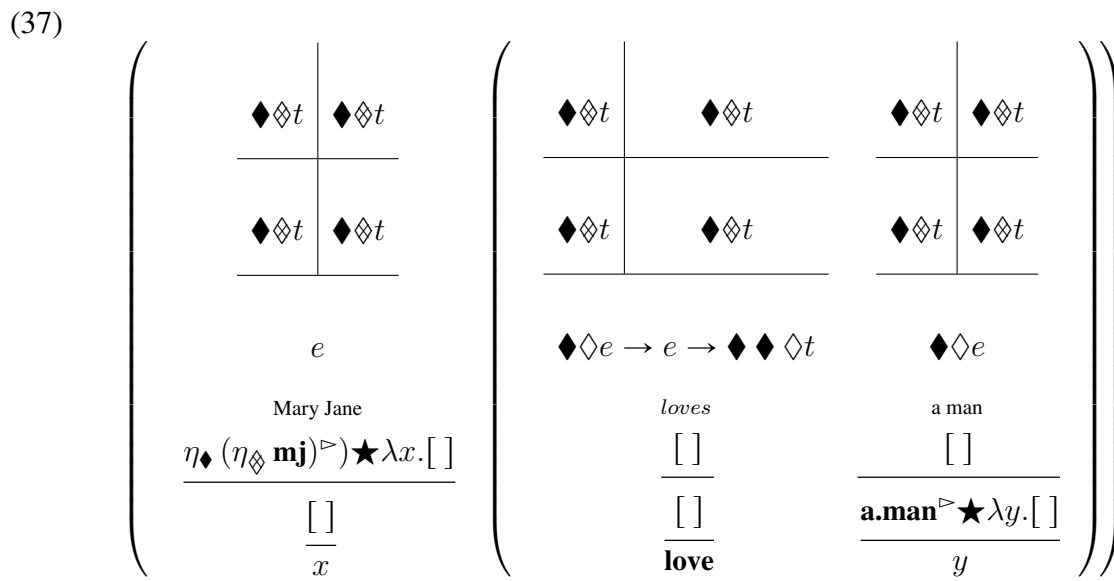 (37)
♦⟐t ♦⟐t ♦⟐t ♦⟐t ♦⟐t ♦⟐t
♦⟐t ♦⟐t ♦⟐t ♦⟐t ♦⟐t ♦⟐t
e ♦◇e → e → ♦ ♦ ◇t ♦◇e
Mary Jane loves a man
η♦ (η⟐ mj)▻)★λx.[ ] [ ] [ ]
[ ] [ ] a.man▻★λy.[ ]
x love y